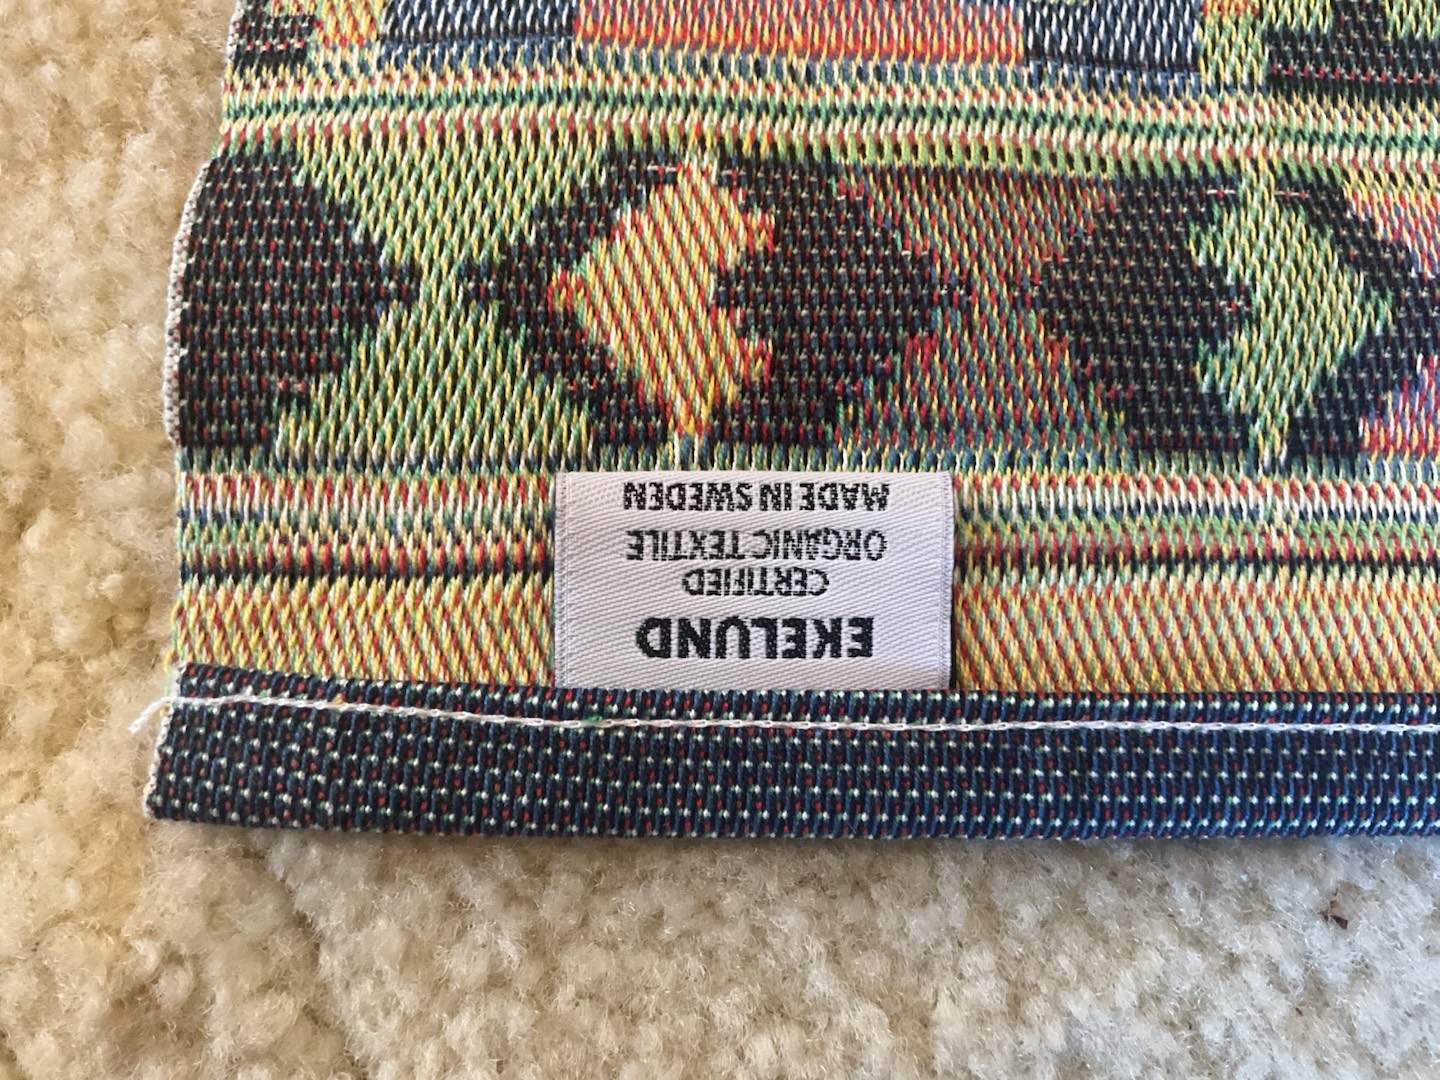 EKELUND
CERTIFIED
ORGANIC TEXTILE
MADE IN SWEDEN